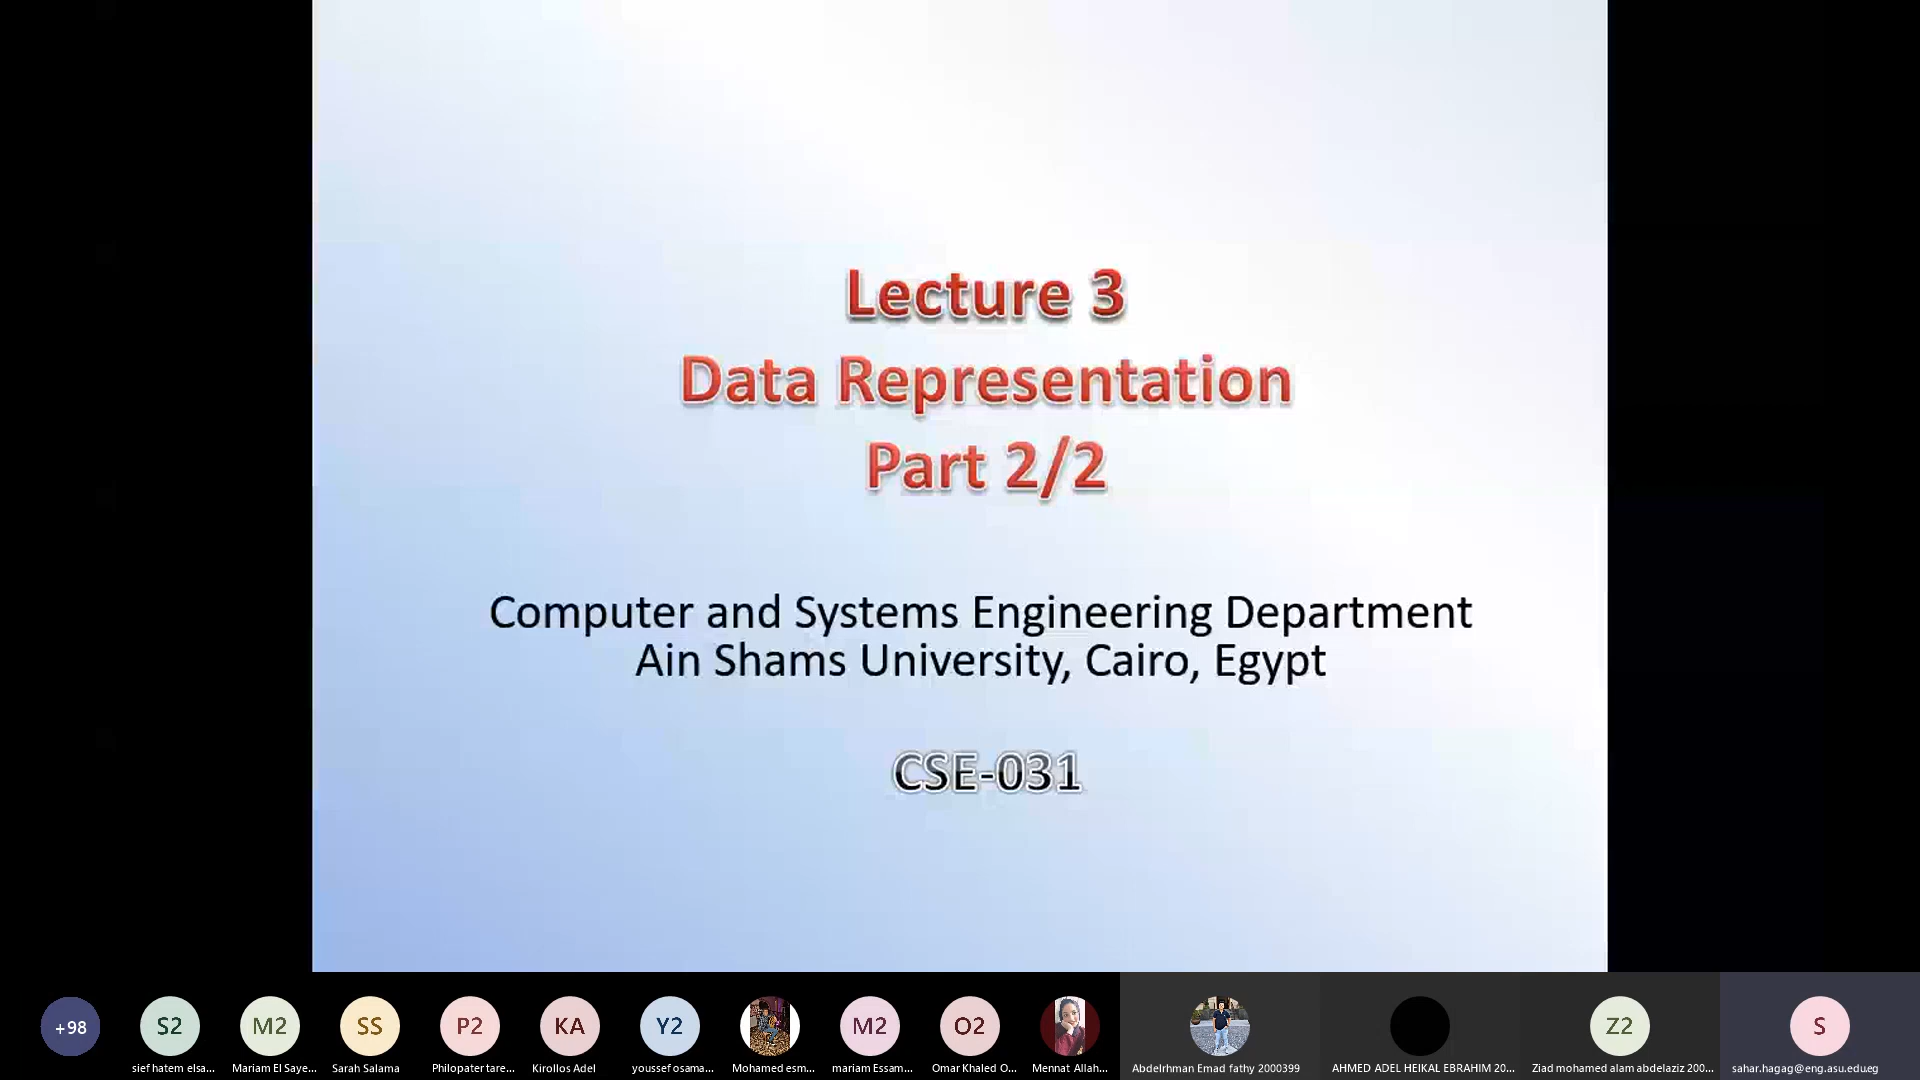 Lecture 3
Data Representation
Part 2/2
Computer and Systems Engineering Department
Ain Shams University, Cairo, Egypt
CSE-031
+98
S2
M2
SS
P2
KA
Y2
M2
O2
Z2
S
sief hatem elsa...
Mariam El Saye...
Sarah Salama
Philopater tare...
Kirollos Adel
youssef osama...
Mohamed esm...
mariam Essam...
Omar Khaled O...
Mennat Allah...
Abdelrhman Emad fathy 2000399
AHMED ADEL HEIKAL EBRAHIM 20...
Ziad mohamed alam abdelaziz 200...
sahar.hagag@eng.asu.edu.eg